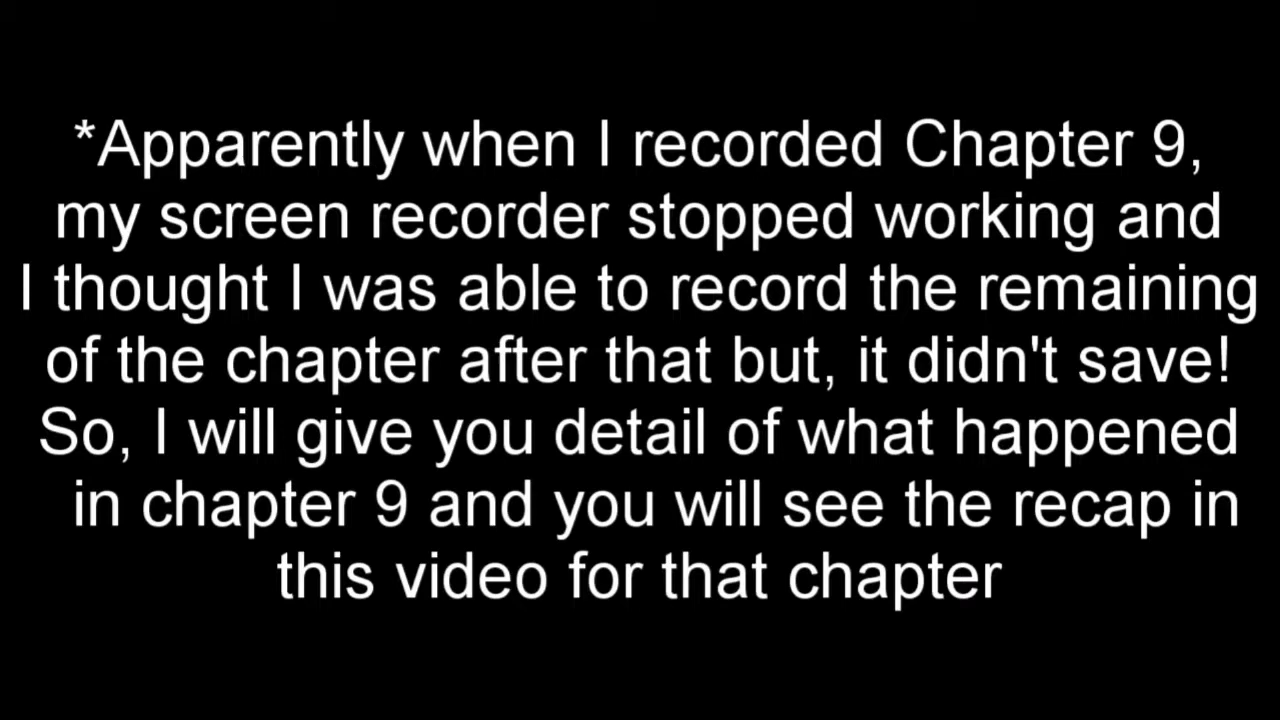 *Apparently when I recorded Chapter 9,
my screen recorder stopped working and
I thought I was able to record the remaining
of the chapter after that but, it didn't save!
So, I will give you detail of what happened
in chapter 9 and you will see the recap in
this video for that chapter